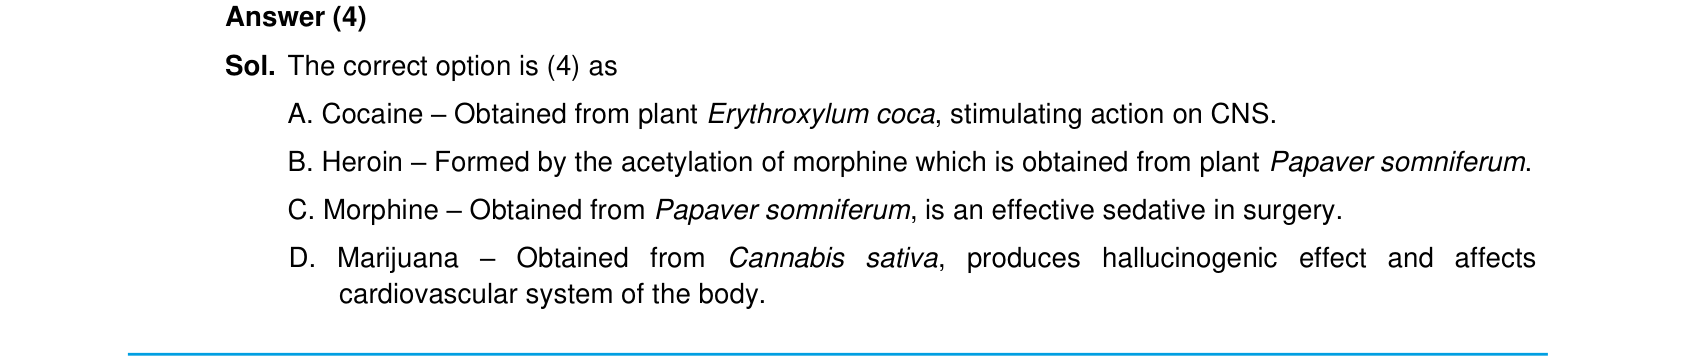 Answer (4)
Sol. The correct option is (4) as
A. Cocaine – Obtained from plant Erythroxylum coca, stimulating action on CNS.
B. Heroin – Formed by the acetylation of morphine which is obtained from plant Papaver somniferum.
C. Morphine – Obtained from Papaver somniferum, is an effective sedative in surgery.
D. Marijuana – Obtained from Cannabis sativa, produces hallucinogenic effect and affects
cardiovascular system of the body.